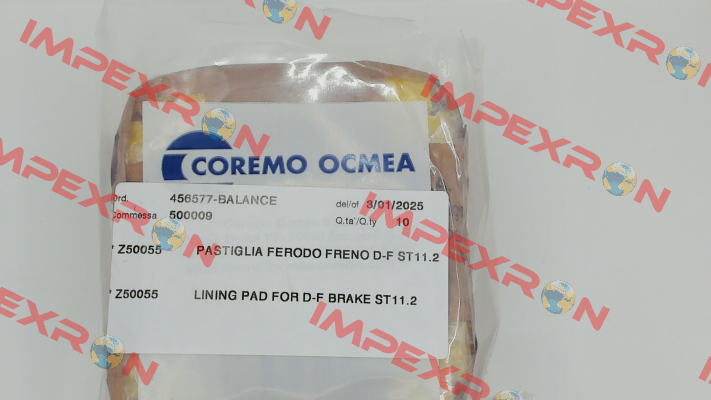 COREMO OCMEA
Ord. 456577-BALANCE del/of 3/01/2025
Commessa 500009 Q.ta'/Q.ty 10
* Z50055 PASTIGLIA FERODO FRENO D-F ST11.2
* Z50055 LINING PAD FOR D-F BRAKE ST11.2
IMPEXRON
IMPEXRON
IMPEXRON
IMPEXRON
IMPEXRON
IMPEXRON